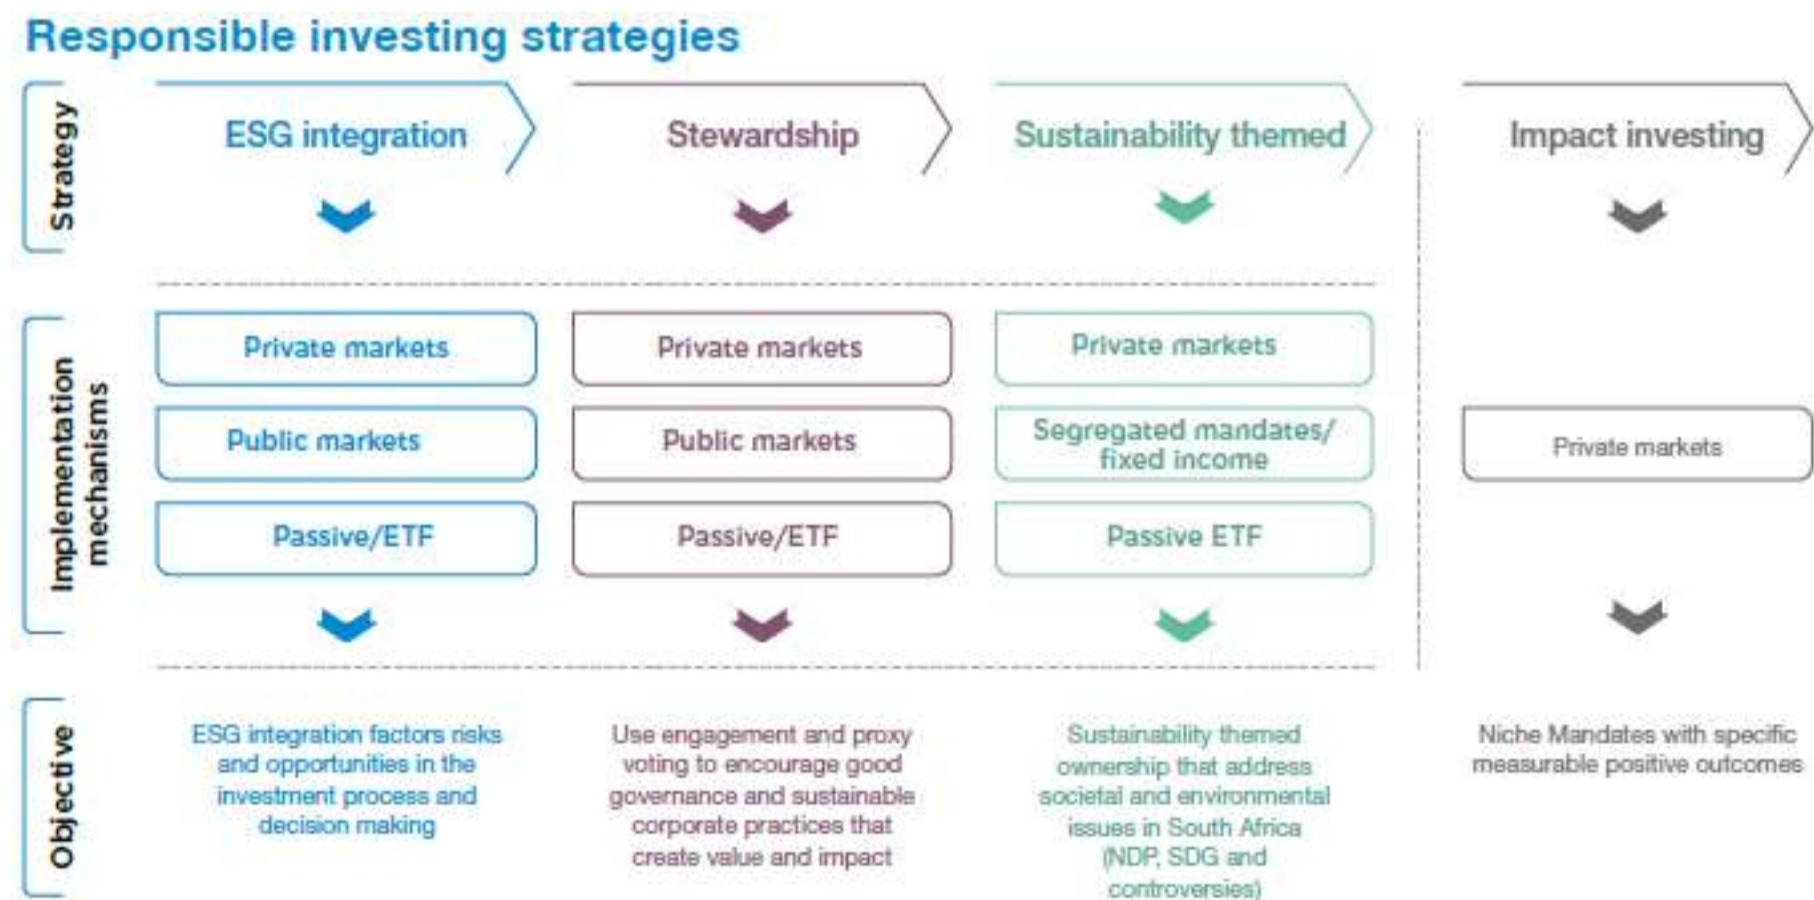 Responsible investing strategies
Strategy
ESG integration
Stewardship
Sustainability themed
Impact investing
Implementation
mechanisms
Private markets
Public markets
Passive/ETF
Private markets
Public markets
Passive/ETF
Private markets
Segregated mandates/
fixed income
Passive ETF
Private markets
Objective
ESG integration factors risks
and opportunities in the
investment process and
decision making
Use engagement and proxy
voting to encourage good
governance and sustainable
corporate practices that
create value and impact
Sustainability themed
ownership that address
societal and environmental
issues in South Africa
(NDP, SDG and
controversies)
Niche Mandates with specific
measurable positive outcomes